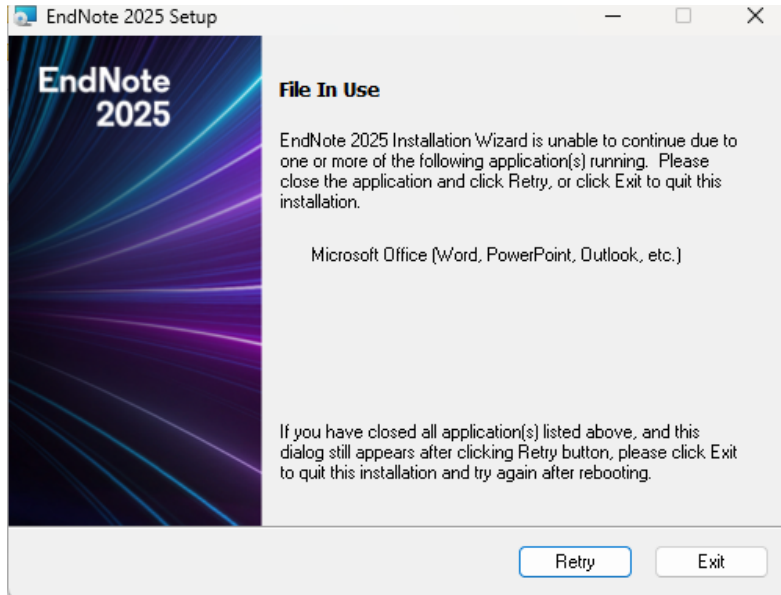 EndNote 2025 Setup
EndNote
2025
File In Use
EndNote 2025 Installation Wizard is unable to continue due to
one or more of the following application(s) running.  Please
close the application and click Retry, or click Exit to quit this
installation.
Microsoft Office (Word, PowerPoint, Outlook, etc.)
If you have closed all application(s) listed above, and this
dialog still appears after clicking Retry button, please click Exit
to quit this installation and try again after rebooting.
Retry
Exit